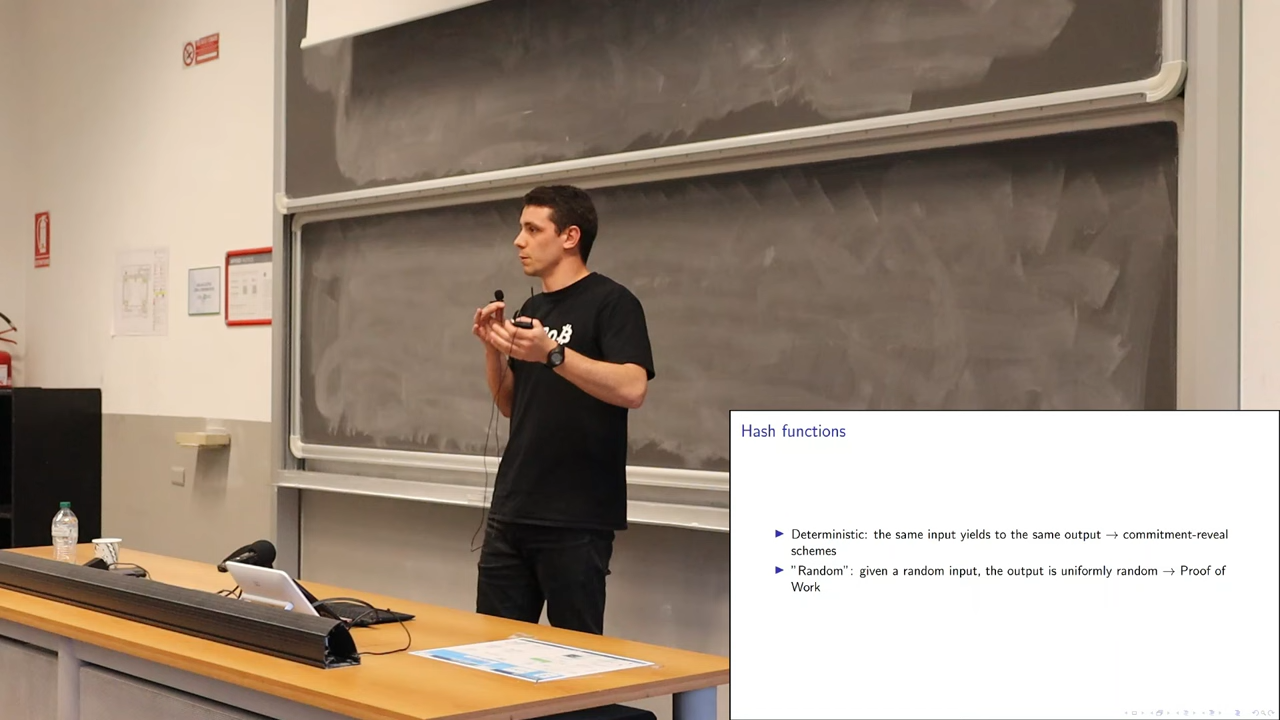 Hash functions
▶ Deterministic: the same input yields to the same output → commitment-reveal
schemes
▶ "Random": given a random input, the output is uniformly random → Proof of
Work